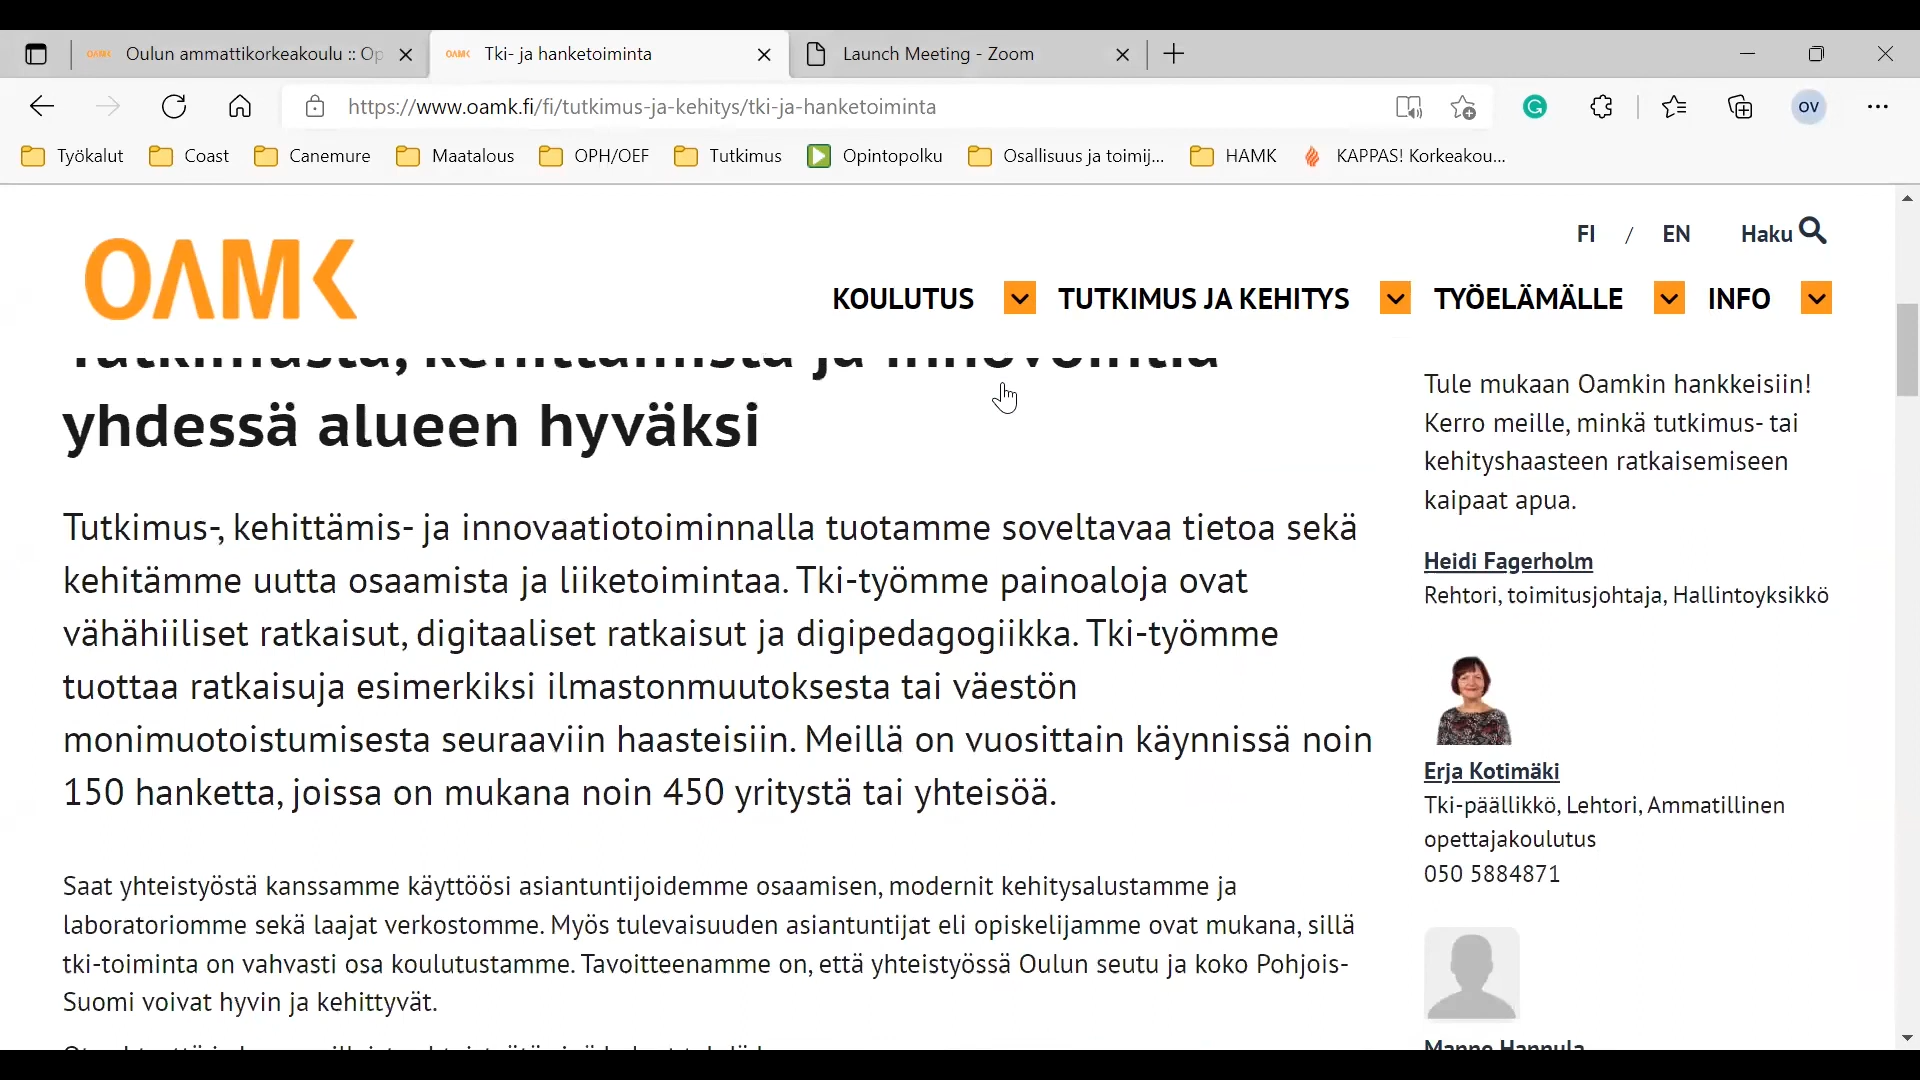 Oulun ammattikorkeakoulu :: Op
Tki- ja hanketoiminta
Launch Meeting - Zoom
https://www.oamk.fi/fi/tutkimus-ja-kehitys/tki-ja-hanketoiminta
OV
Työkalut
Coast
Canemure
Maatalous
OPH/OEF
Tutkimus
Opintopolku
Osallisuus ja toimij...
HAMK
KAPPAS! Korkeakou...
FI / EN Haku
OAMK
KOULUTUS
TUTKIMUS JA KEHITYS
TYÖELÄMÄLLE
INFO
Tutkimusta, kehittämistä ja innovointia
yhdessä alueen hyväksi
Tutkimus-, kehittämis- ja innovaatiotoiminnalla tuotamme soveltavaa tietoa sekä
kehitämme uutta osaamista ja liiketoimintaa. Tki-työmme painoaloja ovat
vähähiiliset ratkaisut, digitaaliset ratkaisut ja digipedagogiikka. Tki-työmme
tuottaa ratkaisuja esimerkiksi ilmastonmuutoksesta tai väestön
monimuotoistumisesta seuraaviin haasteisiin. Meillä on vuosittain käynnissä noin
150 hanketta, joissa on mukana noin 450 yritystä tai yhteisöä.
Saat yhteistyöstä kanssamme käyttöösi asiantuntijoidemme osaamisen, modernit kehitysalustamme ja
laboratoriomme sekä laajat verkostomme. Myös tulevaisuuden asiantuntijat eli opiskelijamme ovat mukana, sillä
tki-toiminta on vahvasti osa koulutustamme. Tavoitteenamme on, että yhteistyössä Oulun seutu ja koko Pohjois-
Suomi voivat hyvin ja kehittyvät.
Tule mukaan Oamkin hankkeisiin!
Kerro meille, minkä tutkimus- tai
kehityshaasteen ratkaisemiseen
kaipaat apua.
Heidi Fagerholm
Rehtori, toimitusjohtaja, Hallintoyksikkö
Erja Kotimäki
Tki-päällikkö, Lehtori, Ammatillinen
opettajakoulutus
050 5884871
Manne Hannula